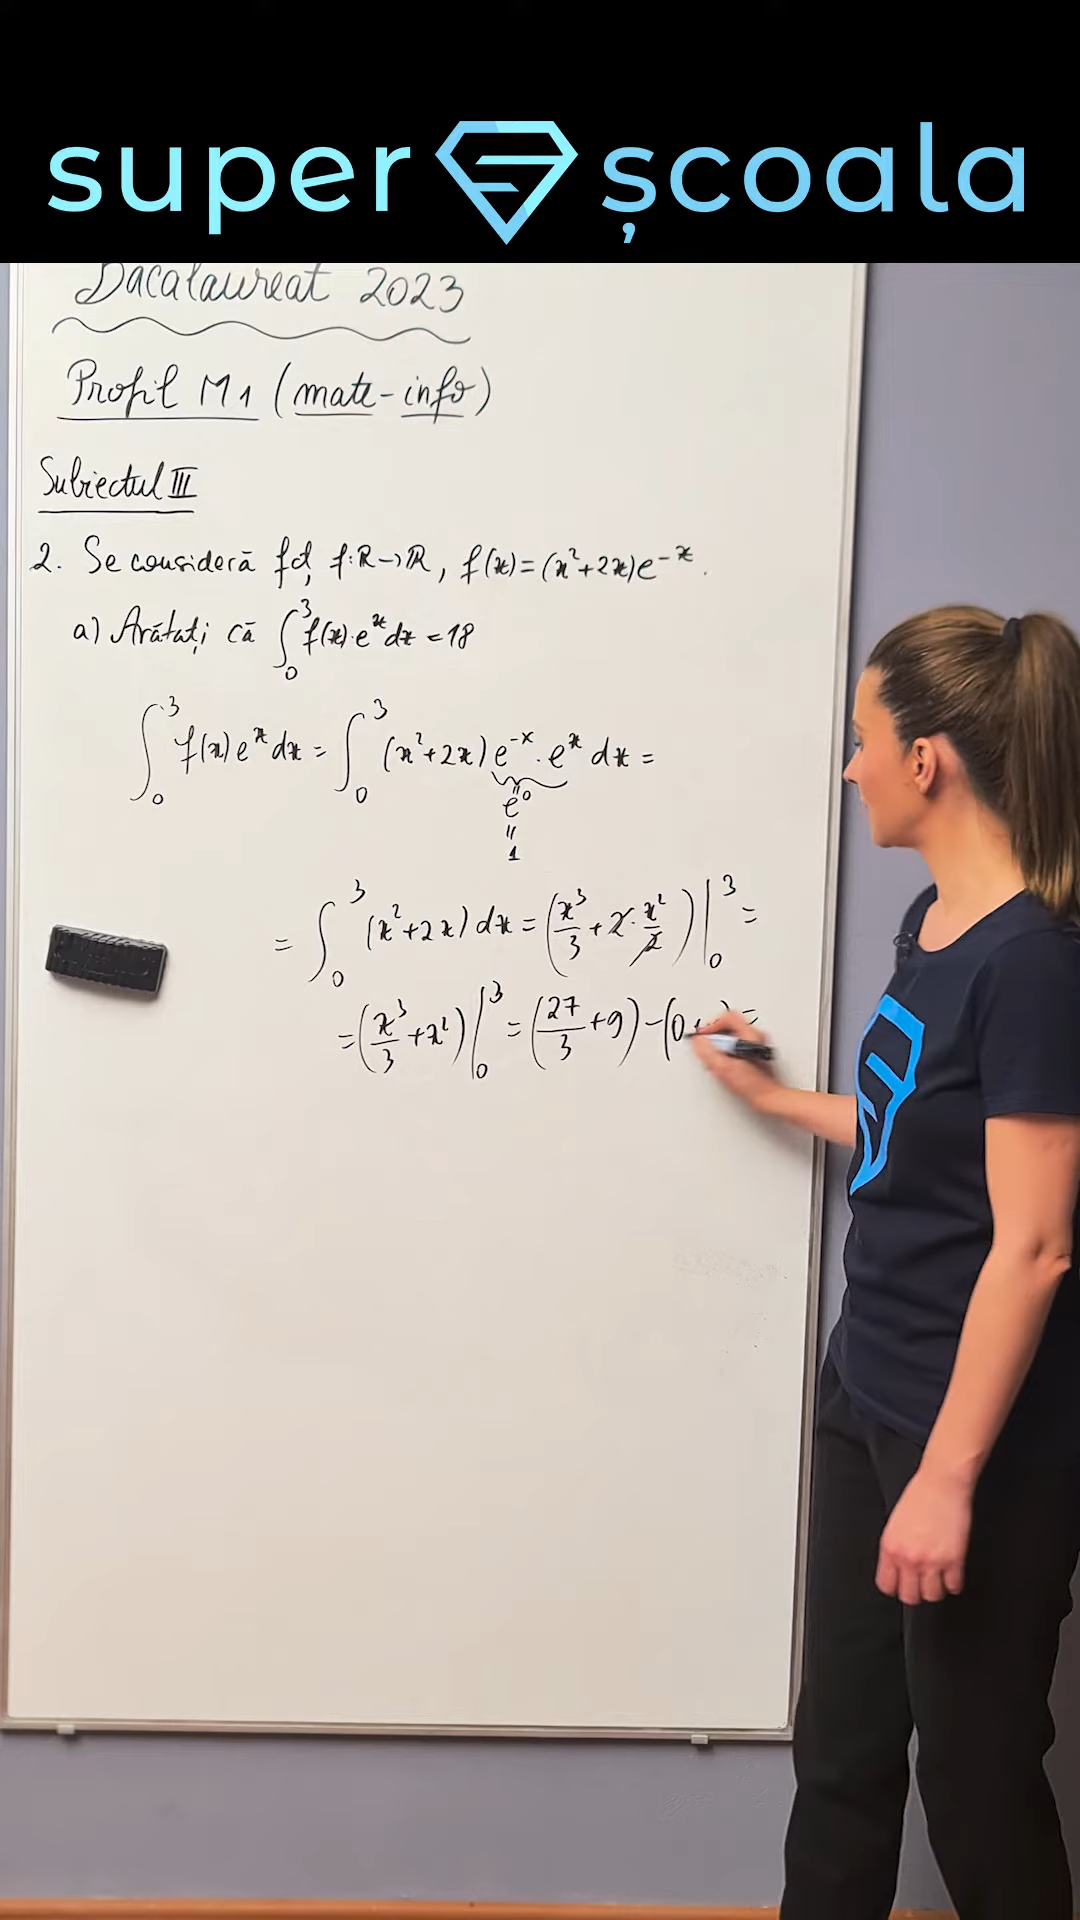 super școala
Bacalaureat 2023
Profil M1 (mate-info)
Subiectul III
2. Se consideră fcț f:ℝ→ℝ, f(x)=(x²+2x)e⁻ˣ.
a) Arătați că ∫₀³ f(x)·eˣ dx = 18
∫₀³ f(x)eˣ dx = ∫₀³ (x²+2x)e⁻ˣ·eˣ dx =
e⁰
=
1
= ∫₀³ (x²+2x)dx = (x³/3 + 2·x²/2)|₀³ =
= (x³/3 + x²)|₀³ = (27/3 + 9) - (0+ ) =